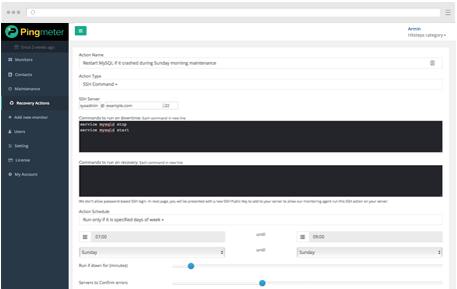 Pingmeter
Armin
Hitsteps category
Since 2 weeks ago
Monitors
Contacts
Maintenance
Recovery Actions
Add new monitor
Users
Setting
License
My Account
Action Name
Restart MySQL if it crashed during Sunday morning maintenance
Action Type
SSH Command
SSH Server:
sysadmin @ example.com :22
Commands to run on downtime: Each command in new line
service mysqld stop
service mysqld start
Commands to run on recovery: Each command in new line
We don't allow password-based SSH login. In next page, you will be presented with a new SSH Public Key to add to your server to allow our monitoring agent run this SSH action on your server.
Action Schedule
Run only if it is specified days of week
07:00 until 09:00
Sunday until Sunday
Run if down for (minutes)
Servers to Confirm errors